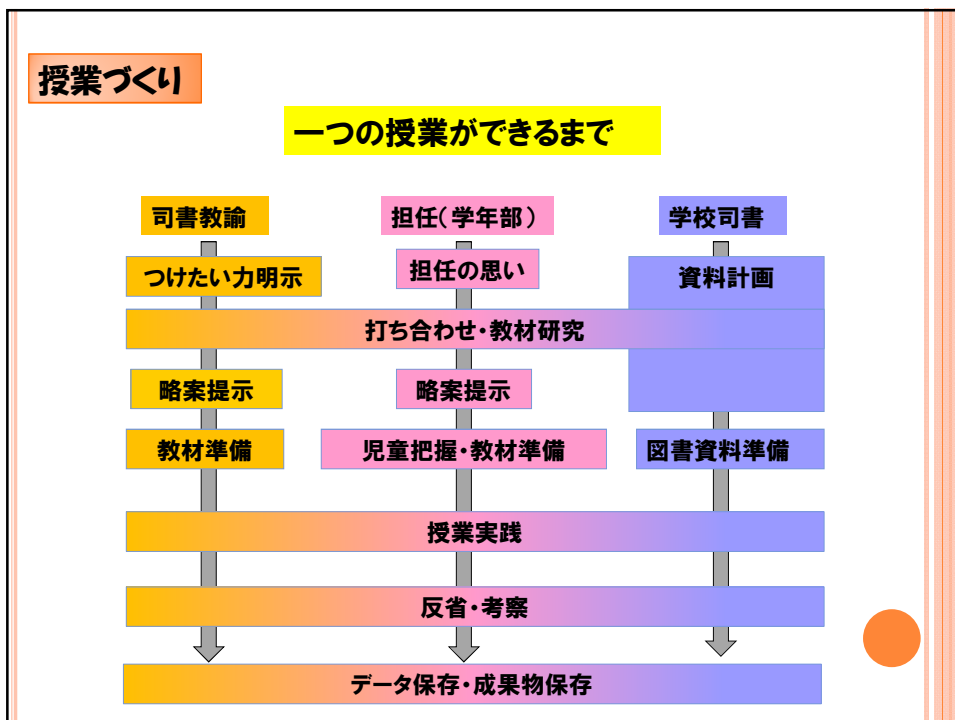 授業づくり
一つの授業ができるまで
司書教諭
担任(学年部)
学校司書
つけたい力明示
担任の思い
資料計画
打ち合わせ・教材研究
略案提示
略案提示
教材準備
児童把握・教材準備
図書資料準備
授業実践
反省・考察
データ保存・成果物保存